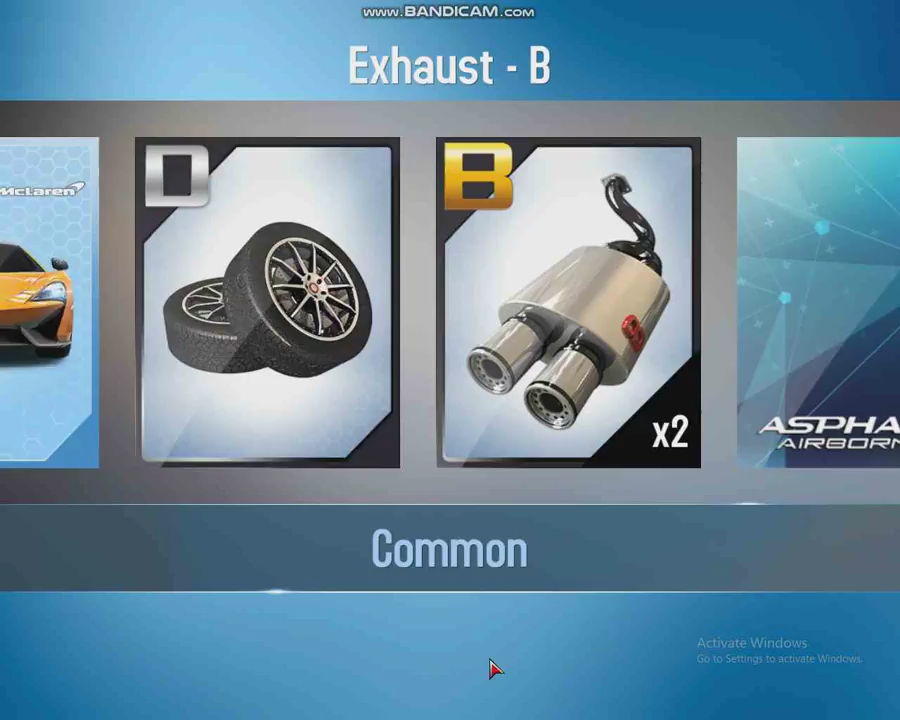 www.BANDICAM.com
Exhaust - B
McLaren
D
B
x2
ASPHA
AIRBORN
Common
Activate Windows
Go to Settings to activate Windows.